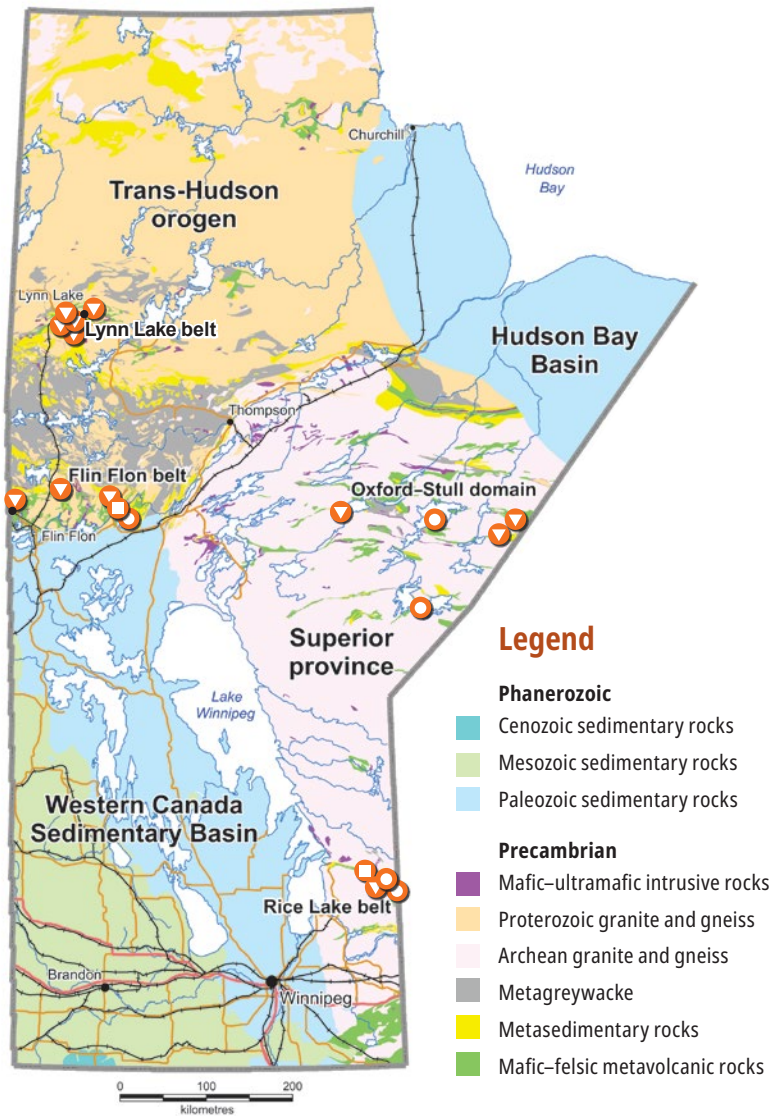 Churchill
Hudson
Bay
Trans-Hudson
orogen
Lynn Lake
Lynn Lake belt
Hudson Bay
Basin
Thompson
Flin Flon belt
Oxford–Stull domain
Flin Flon
Superior
province
Lake
Winnipeg
Western Canada
Sedimentary Basin
Rice Lake belt
Brandon
Winnipeg
0 100 200
kilometres
Legend
Phanerozoic
Cenozoic sedimentary rocks
Mesozoic sedimentary rocks
Paleozoic sedimentary rocks
Precambrian
Mafic–ultramafic intrusive rocks
Proterozoic granite and gneiss
Archean granite and gneiss
Metagreywacke
Metasedimentary rocks
Mafic–felsic metavolcanic rocks